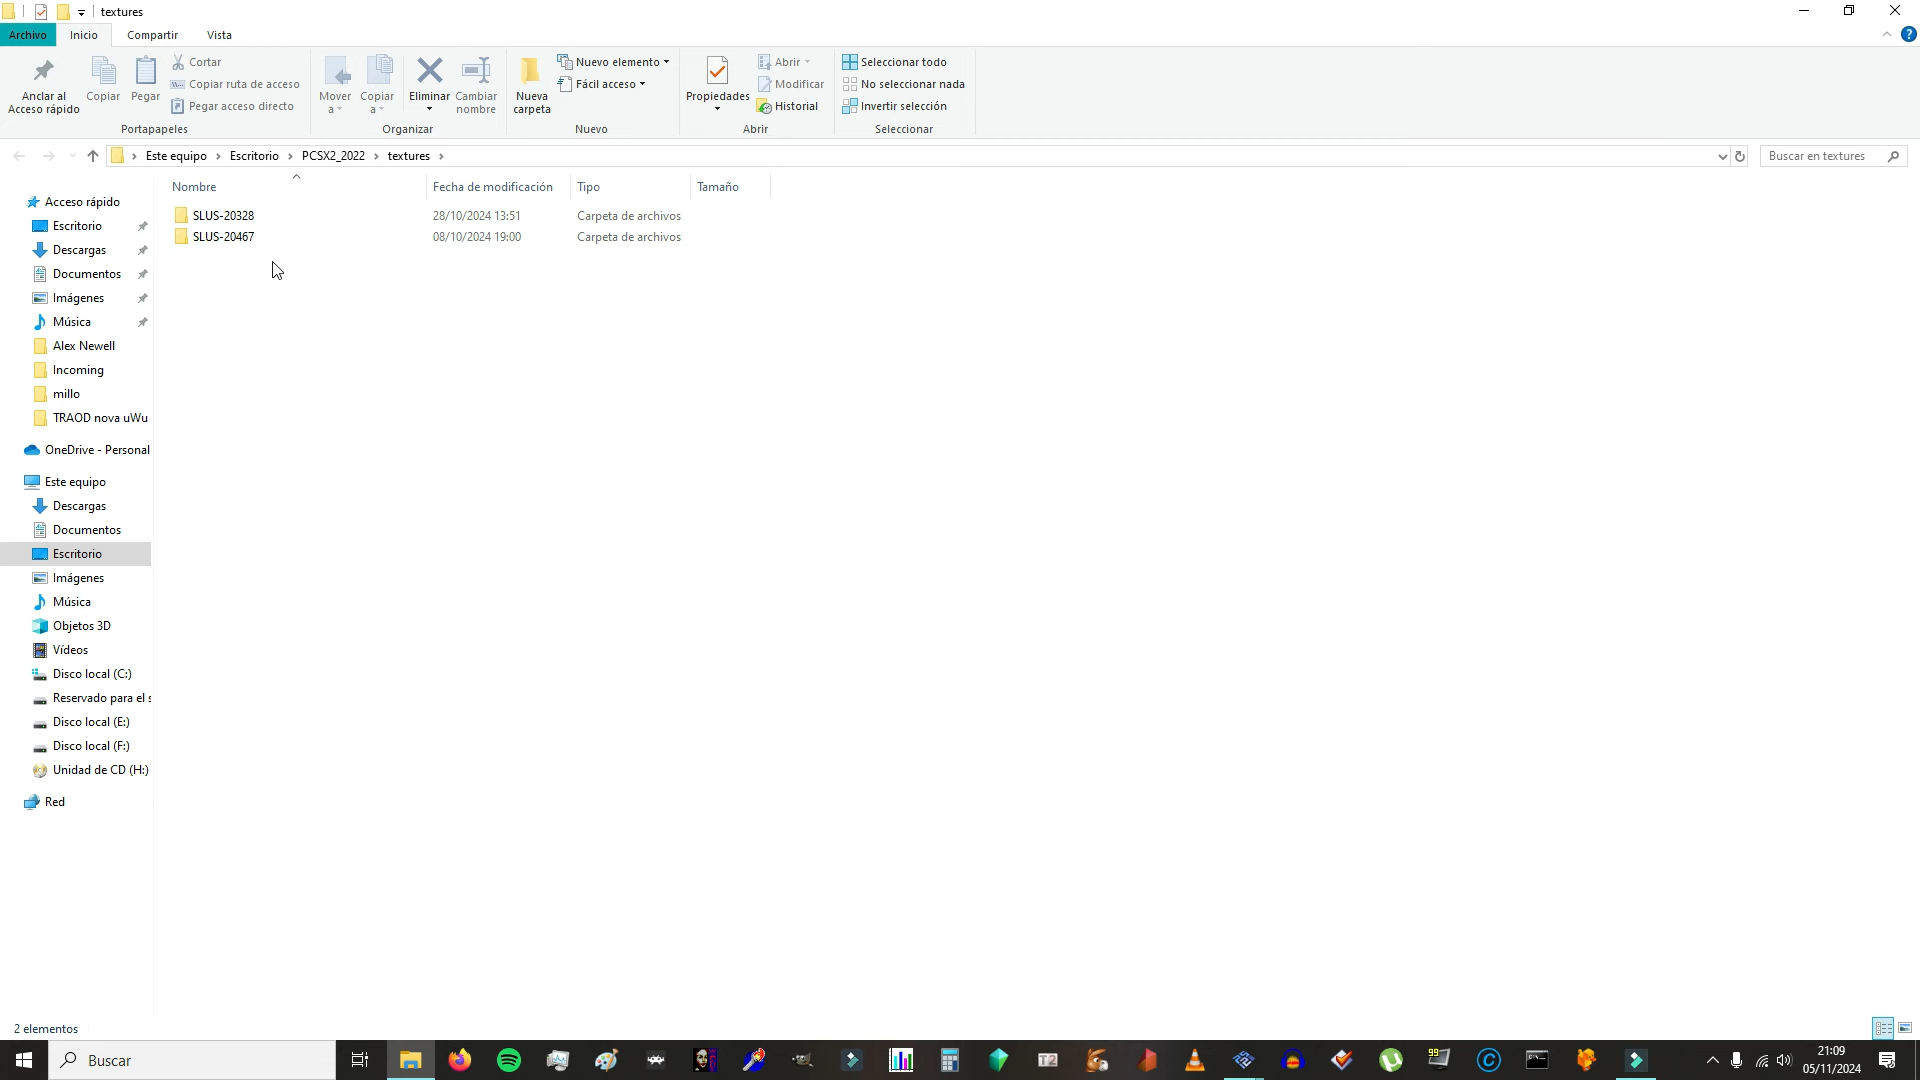 textures
Archivo Inicio Compartir Vista
Anclar al
Acceso rápido
Copiar
Pegar
Cortar
Copiar ruta de acceso
Pegar acceso directo
Portapapeles
Mover
a
Copiar
a
Eliminar
Cambiar
nombre
Organizar
Nueva
carpeta
Nuevo elemento
Fácil acceso
Nuevo
Propiedades
Abrir
Modificar
Historial
Abrir
Seleccionar todo
No seleccionar nada
Invertir selección
Seleccionar
Este equipo > Escritorio > PCSX2_2022 > textures >
Buscar en textures
Nombre Fecha de modificación Tipo Tamaño
SLUS-20328 28/10/2024 13:51 Carpeta de archivos
SLUS-20467 08/10/2024 19:00 Carpeta de archivos
Acceso rápido
Escritorio
Descargas
Documentos
Imágenes
Música
Alex Newell
Incoming
millo
TRAOD nova uWu
OneDrive - Personal
Este equipo
Descargas
Documentos
Escritorio
Imágenes
Música
Objetos 3D
Vídeos
Disco local (C:)
Reservado para el s
Disco local (E:)
Disco local (F:)
Unidad de CD (H:)
Red
2 elementos
Buscar
T2
99
21:09
05/11/2024